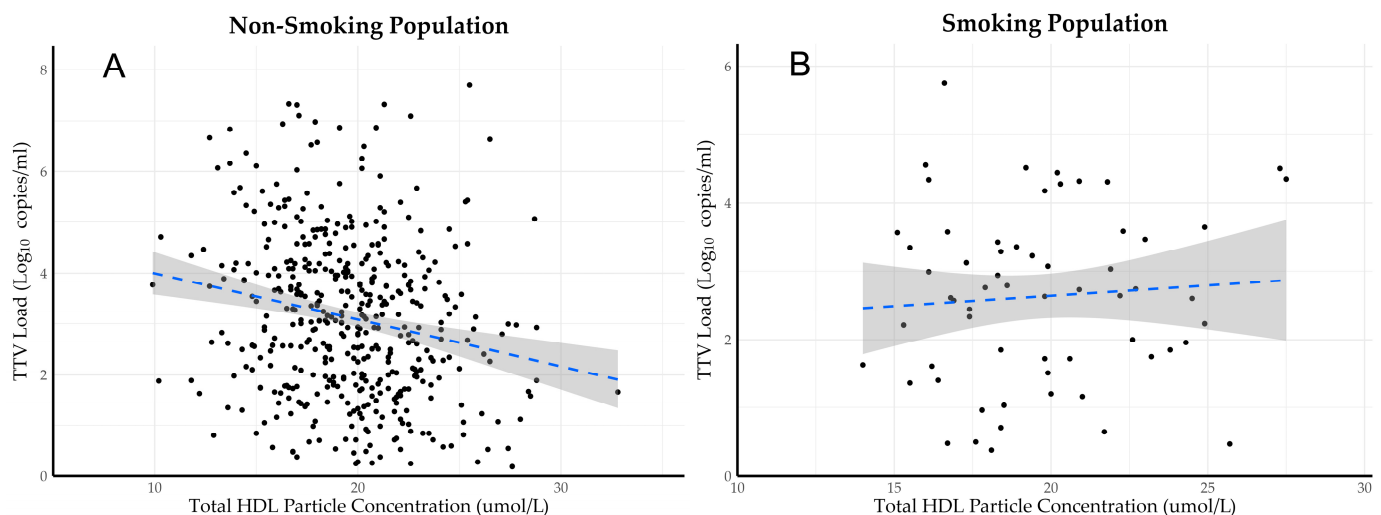 Non-Smoking Population
A
TTV Load (Log10 copies/ml)
8
6
4
2
0
10
20
30
Total HDL Particle Concentration (umol/L)
Smoking Population
B
TTV Load (Log10 copies/ml)
6
4
2
0
10
15
20
25
30
Total HDL Particle Concentration (umol/L)